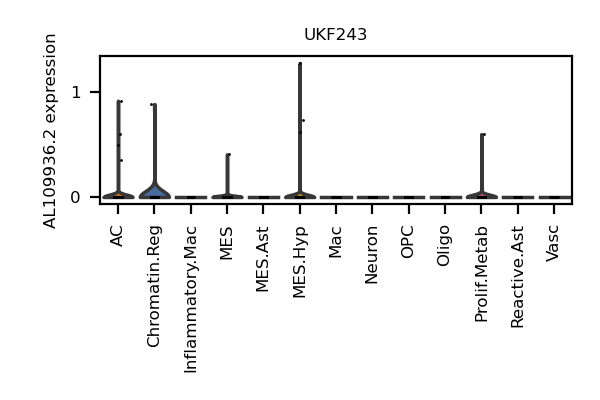 UKF243
AL109936.2 expression
1
0
AC
Chromatin.Reg
Inflammatory.Mac
MES
MES.Ast
MES.Hyp
Mac
Neuron
OPC
Oligo
Prolif.Metab
Reactive.Ast
Vasc